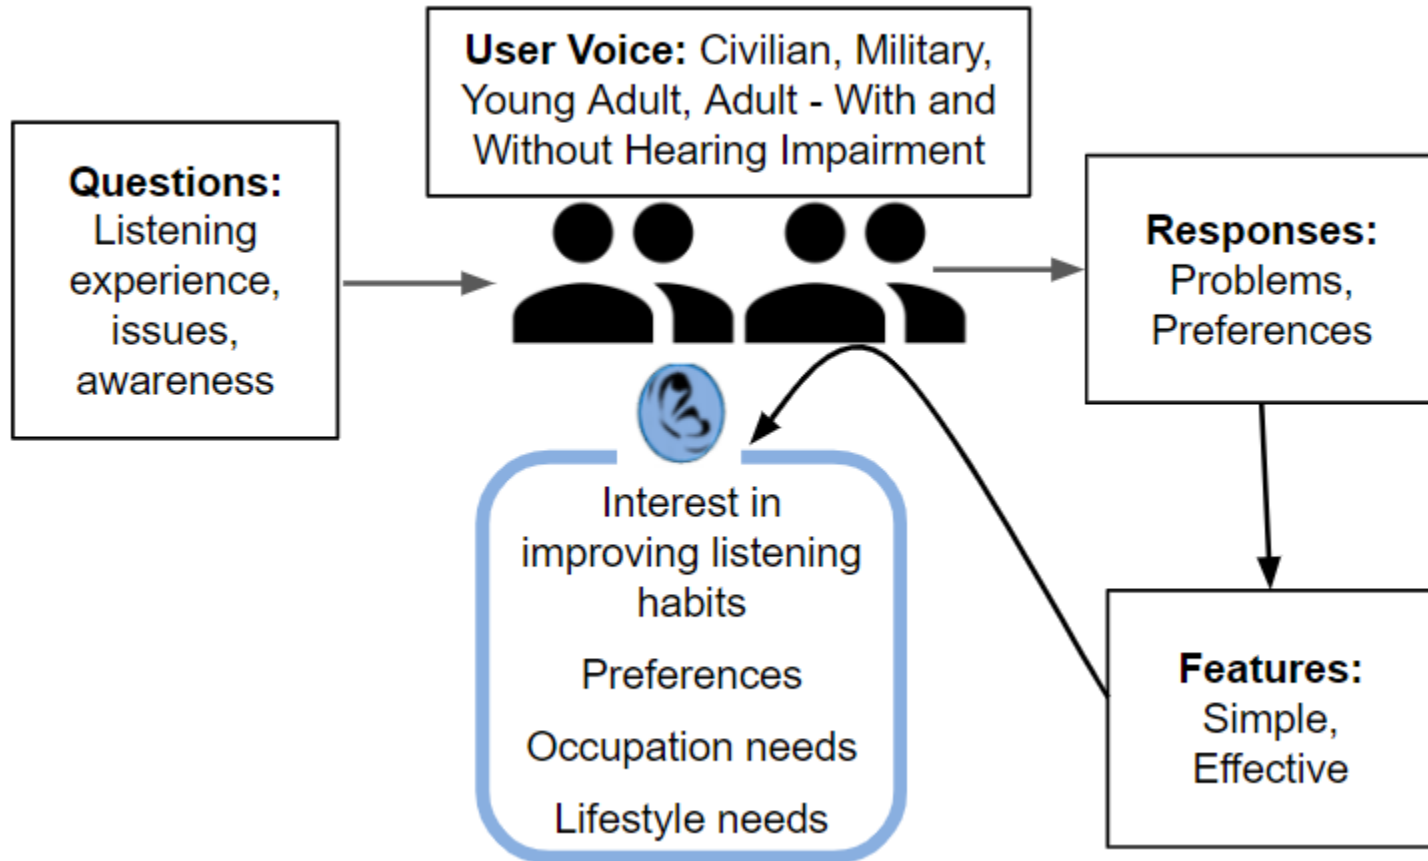 User Voice: Civilian, Military,
Young Adult, Adult - With and
Without Hearing Impairment
Questions:
Listening
experience,
issues,
awareness
Responses:
Problems,
Preferences
Interest in
improving listening
habits
Preferences
Occupation needs
Lifestyle needs
Features:
Simple,
Effective